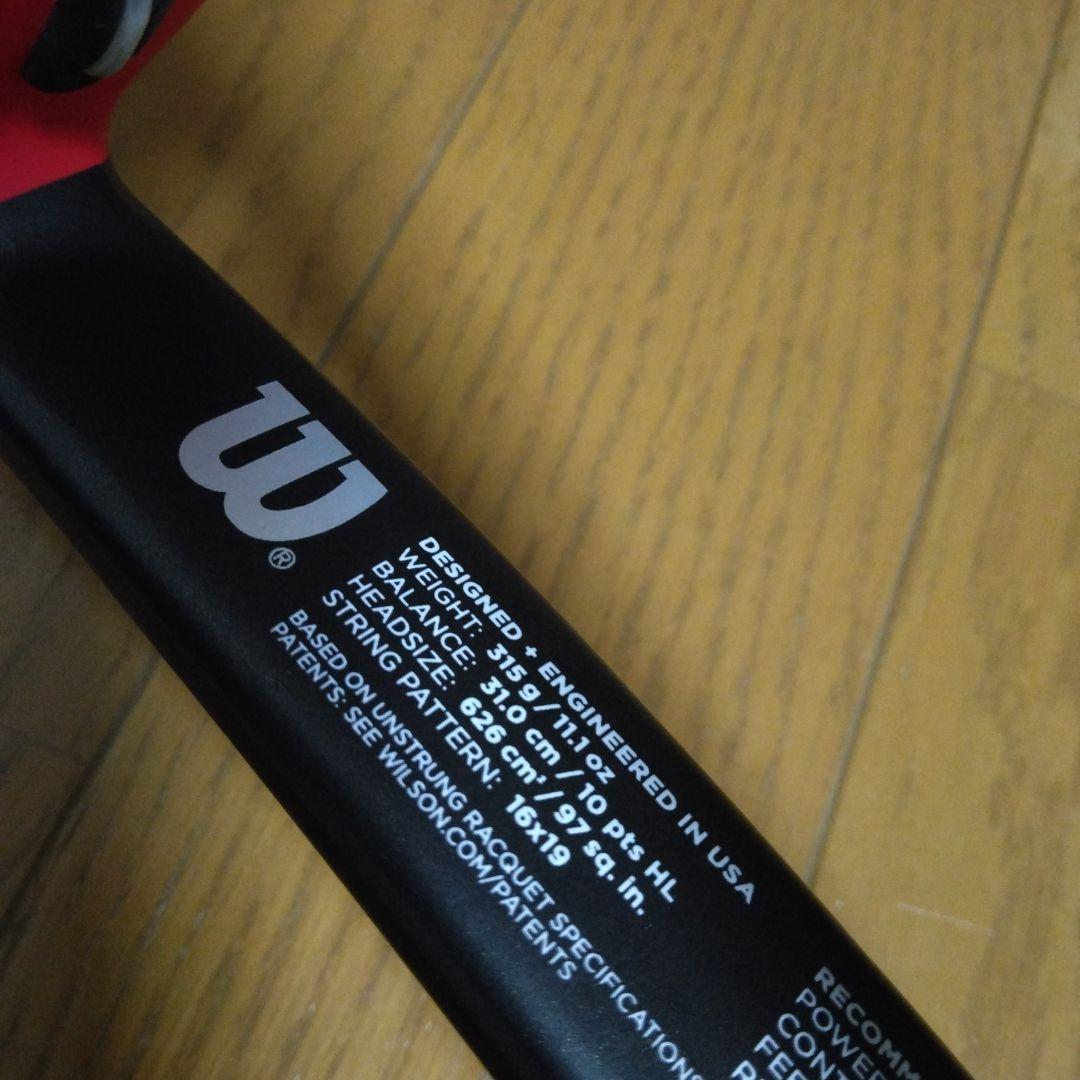 W®
DESIGNED + ENGINEERED IN USA
WEIGHT: 315 g / 11.1 oz
BALANCE: 31.0 cm / 10 pts HL
HEADSIZE: 626 cm² / 97 sq. in.
STRING PATTERN: 16x19
BASED ON UNSTRUNG RACQUET SPECIFICATIONS
PATENTS: SEE WILSON.COM/PATENTS